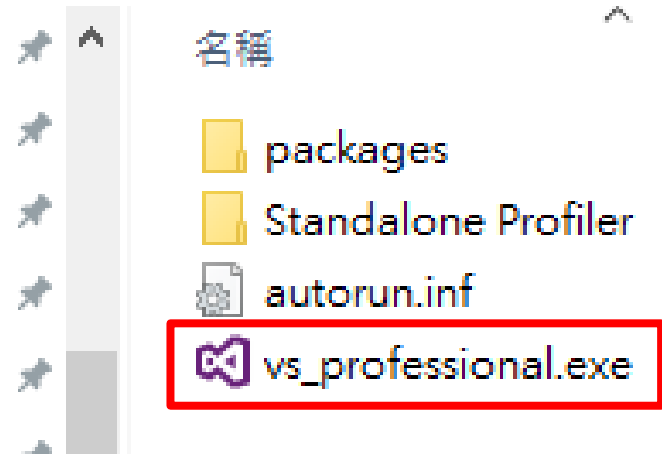 名稱
packages
Standalone Profiler
autorun.inf
vs_professional.exe